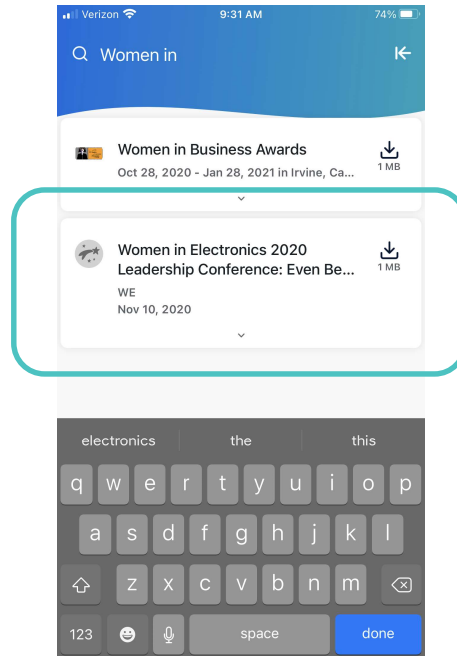 Verizon 9:31 AM 74%
Women in
Women in Business Awards
Oct 28, 2020 - Jan 28, 2021 in Irvine, Ca...
1 MB
Women in Electronics 2020
Leadership Conference: Even Be...
1 MB
WE
Nov 10, 2020
electronics the this
q w e r t y u i o p
a s d f g h j k l
z x c v b n m
123 space done